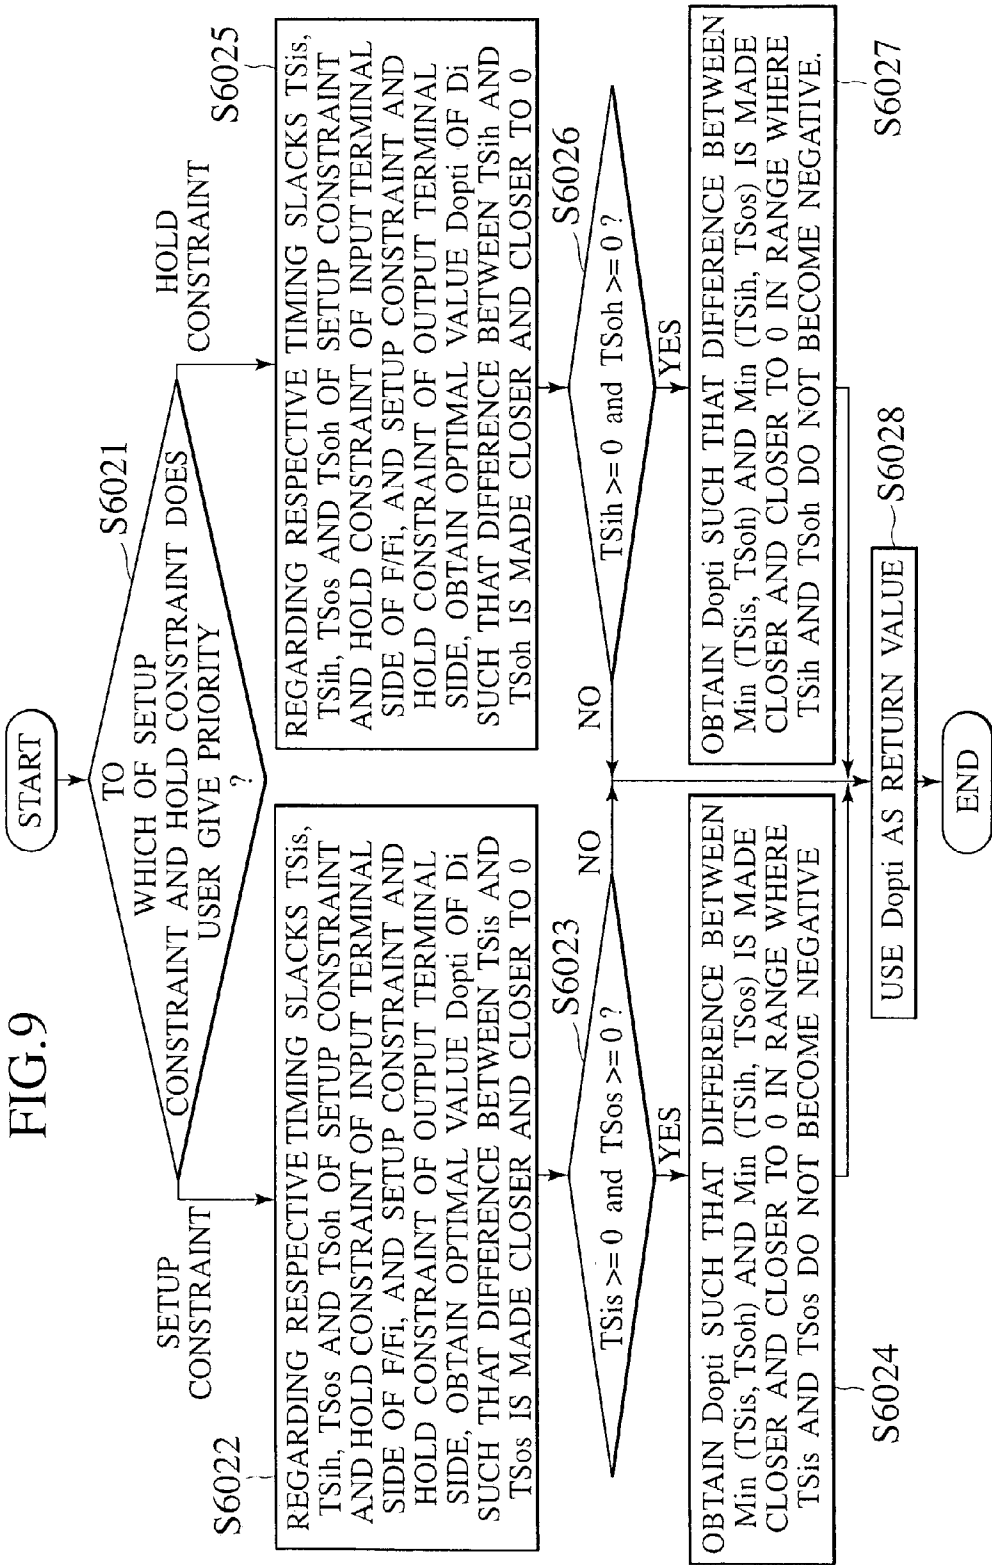 FIG.9
START
S6021
TO
WHICH OF SETUP
CONSTRAINT AND HOLD CONSTRAINT DOES
USER GIVE PRIORITY
?
SETUP
CONSTRAINT
HOLD
CONSTRAINT
S6022
REGARDING RESPECTIVE TIMING SLACKS TSis,
TSih, TSos AND TSoh OF SETUP CONSTRAINT
AND HOLD CONSTRAINT OF INPUT TERMINAL
SIDE OF F/Fi, AND SETUP CONSTRAINT AND
HOLD CONSTRAINT OF OUTPUT TERMINAL
SIDE, OBTAIN OPTIMAL VALUE Dopti OF Di
SUCH THAT DIFFERENCE BETWEEN TSis AND
TSos IS MADE CLOSER AND CLOSER TO 0
S6025
REGARDING RESPECTIVE TIMING SLACKS TSis,
TSih, TSos AND TSoh OF SETUP CONSTRAINT
AND HOLD CONSTRAINT OF INPUT TERMINAL
SIDE OF F/Fi, AND SETUP CONSTRAINT AND
HOLD CONSTRAINT OF OUTPUT TERMINAL
SIDE, OBTAIN OPTIMAL VALUE Dopti OF Di
SUCH THAT DIFFERENCE BETWEEN TSih AND
TSoh IS MADE CLOSER AND CLOSER TO 0
S6023
TSis >= 0 and TSos >= 0 ?
NO
YES
S6026
TSih >= 0 and TSoh >= 0 ?
NO
YES
OBTAIN Dopti SUCH THAT DIFFERENCE BETWEEN
Min (TSis, TSoh) AND Min (TSih, TSos) IS MADE
CLOSER AND CLOSER TO 0 IN RANGE WHERE
TSis AND TSos DO NOT BECOME NEGATIVE
S6024
OBTAIN Dopti SUCH THAT DIFFERENCE BETWEEN
Min (TSis, TSoh) AND Min (TSih, TSos) IS MADE
CLOSER AND CLOSER TO 0 IN RANGE WHERE
TSih AND TSoh DO NOT BECOME NEGATIVE.
S6027
S6028
USE Dopti AS RETURN VALUE
END